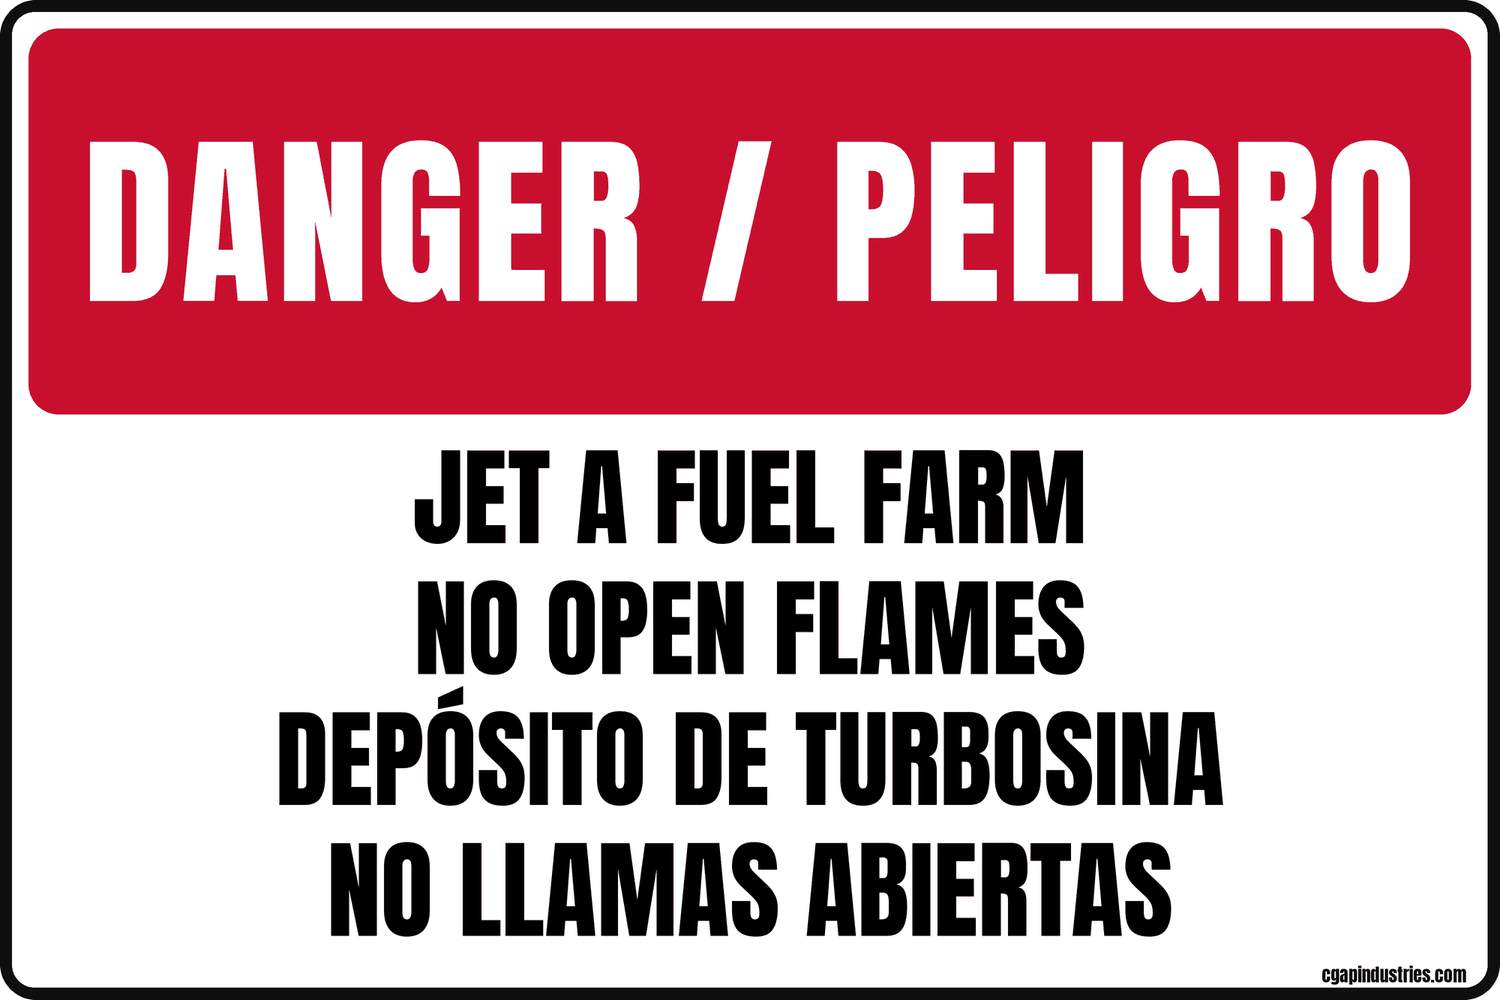 DANGER / PELIGRO
JET A FUEL FARM
NO OPEN FLAMES
DEPÓSITO DE TURBOSINA
NO LLAMAS ABIERTAS
cgapindustries.com